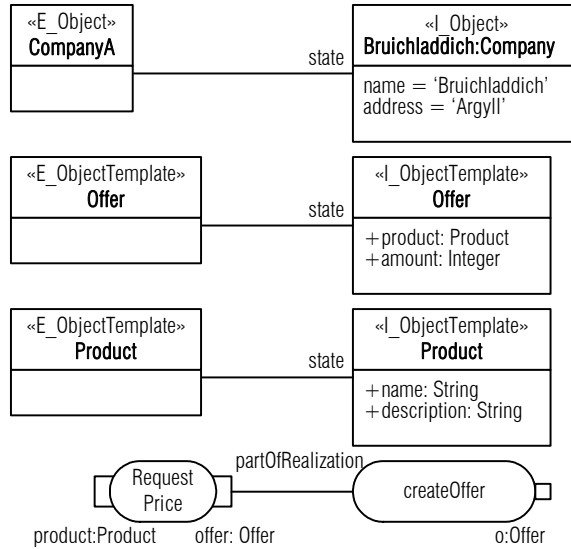 «E_Object»
CompanyA
state
«I_Object»
Bruichladdich:Company
name = ‘Bruichladdich’
address = ‘Argyll’
«E_ObjectTemplate»
Offer
state
«I_ObjectTemplate»
Offer
+product: Product
+amount: Integer
«E_ObjectTemplate»
Product
state
«I_ObjectTemplate»
Product
+name: String
+description: String
Request
Price
product:Product
offer: Offer
partOfRealization
createOffer
o:Offer